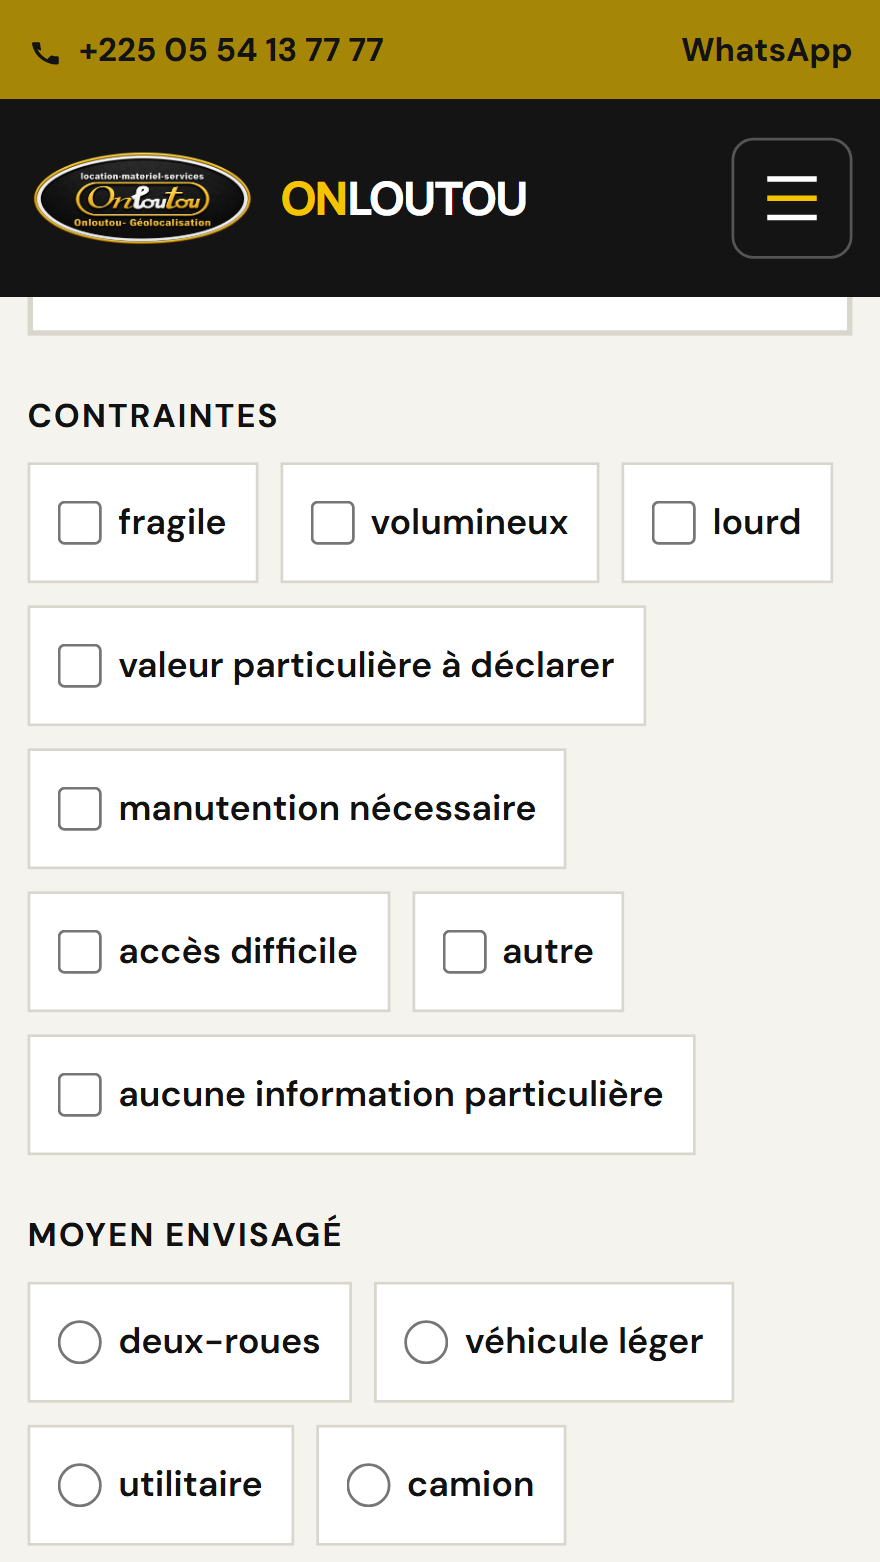 +225 05 54 13 77 77 WhatsApp
location-materiel-services
Onloutou
Onloutou- Géolocalisation
ONLOUTOU
CONTRAINTES
fragile volumineux lourd
valeur particulière à déclarer
manutention nécessaire
accès difficile autre
aucune information particulière
MOYEN ENVISAGÉ
deux-roues véhicule léger
utilitaire camion